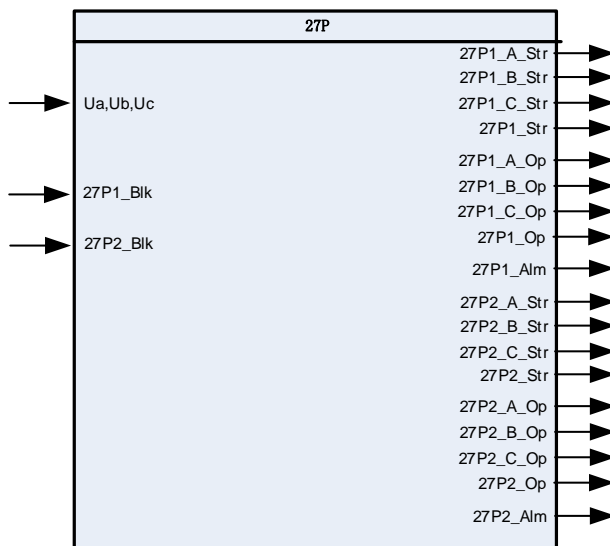 27P
Ua,Ub,Uc
27P1_Blk
27P2_Blk
27P1_A_Str
27P1_B_Str
27P1_C_Str
27P1_Str
27P1_A_Op
27P1_B_Op
27P1_C_Op
27P1_Op
27P1_Alm
27P2_A_Str
27P2_B_Str
27P2_C_Str
27P2_Str
27P2_A_Op
27P2_B_Op
27P2_C_Op
27P2_Op
27P2_Alm